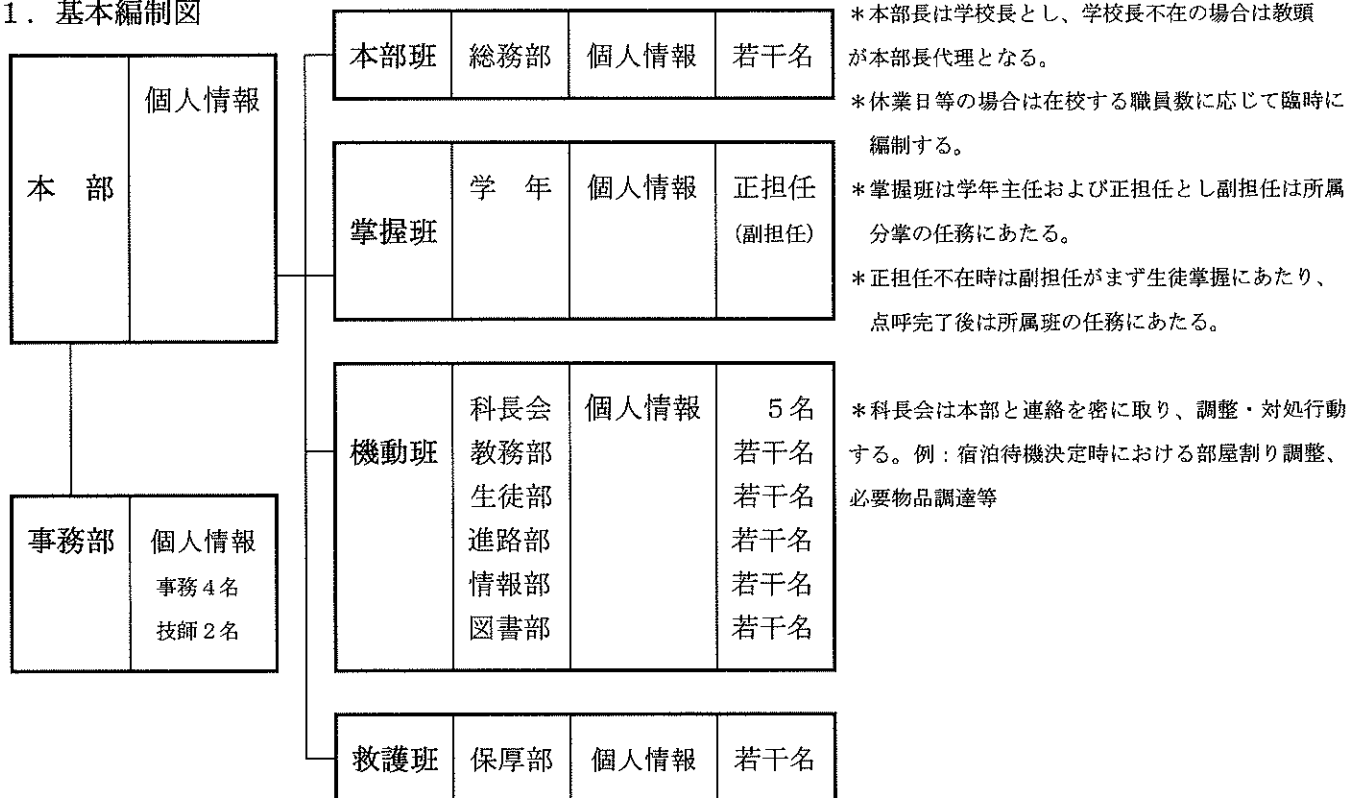 1．基本編制図
本　部
個人情報
事務部
個人情報
事務４名
技師２名
本部班　総務部　個人情報　若干名
掌握班
学　年　個人情報　正担任
(副担任)
機動班
科長会　個人情報　５名
教務部　若干名
生徒部　若干名
進路部　若干名
情報部　若干名
図書部　若干名
救護班　保厚部　個人情報　若干名
＊本部長は学校長とし、学校長不在の場合は教頭
が本部長代理となる。
＊休業日等の場合は在校する職員数に応じて臨時に
編制する。
＊掌握班は学年主任および正担任とし副担任は所属
分掌の任務にあたる。
＊正担任不在時は副担任がまず生徒掌握にあたり、
点呼完了後は所属班の任務にあたる。
＊科長会は本部と連絡を密に取り、調整・対処行動
する。例：宿泊待機決定時における部屋割り調整、
必要物品調達等